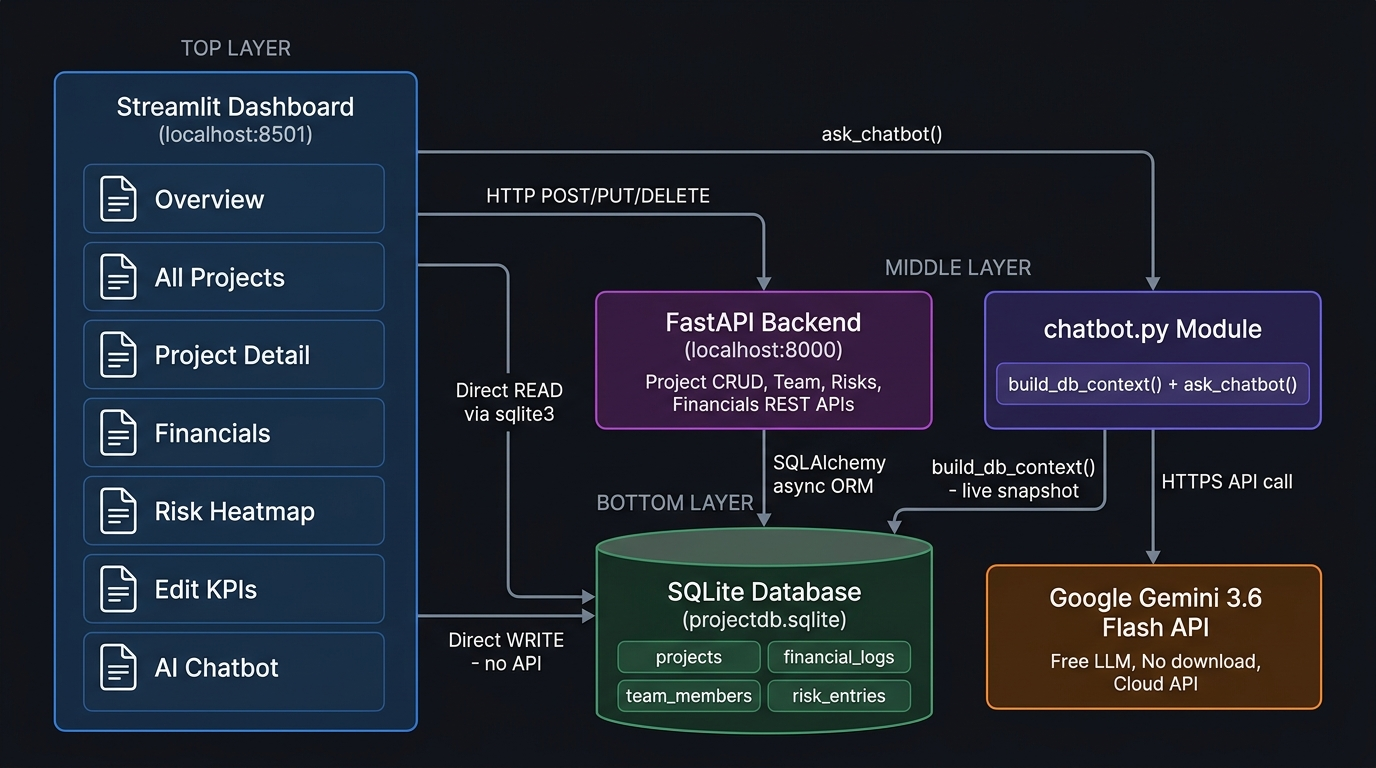 TOP LAYER
Streamlit Dashboard
(localhost:8501)
Overview
All Projects
Project Detail
Financials
Risk Heatmap
Edit KPIs
AI Chatbot
ask_chatbot()
HTTP POST/PUT/DELETE
Direct READ
via sqlite3
Direct WRITE
- no API
MIDDLE LAYER
FastAPI Backend
(localhost:8000)
Project CRUD, Team, Risks,
Financials REST APIs
chatbot.py Module
build_db_context() + ask_chatbot()
SQLAlchemy
async ORM
build_db_context()
- live snapshot
HTTPS API call
BOTTOM LAYER
SQLite Database
(projectdb.sqlite)
projects
financial_logs
team_members
risk_entries
Google Gemini 3.6
Flash API
Free LLM, No download,
Cloud API